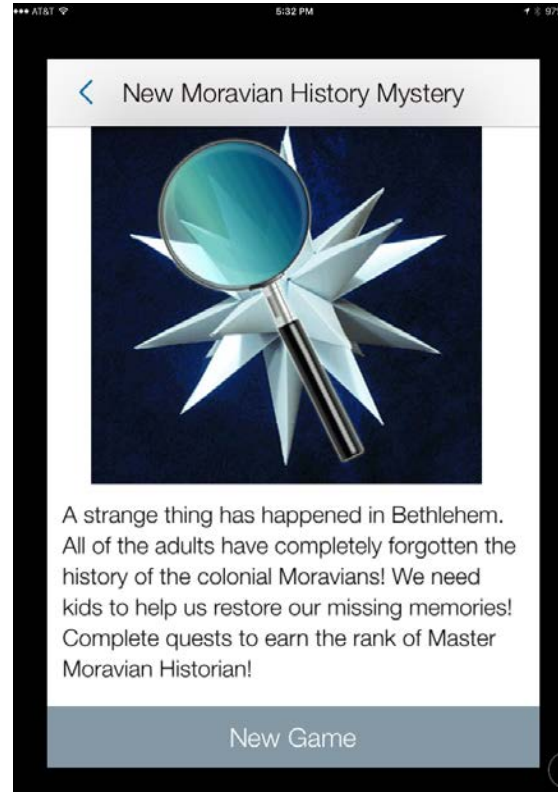 AT&T 5:32 PM 97%
New Moravian History Mystery
A strange thing has happened in Bethlehem.
All of the adults have completely forgotten the
history of the colonial Moravians! We need
kids to help us restore our missing memories!
Complete quests to earn the rank of Master
Moravian Historian!
New Game